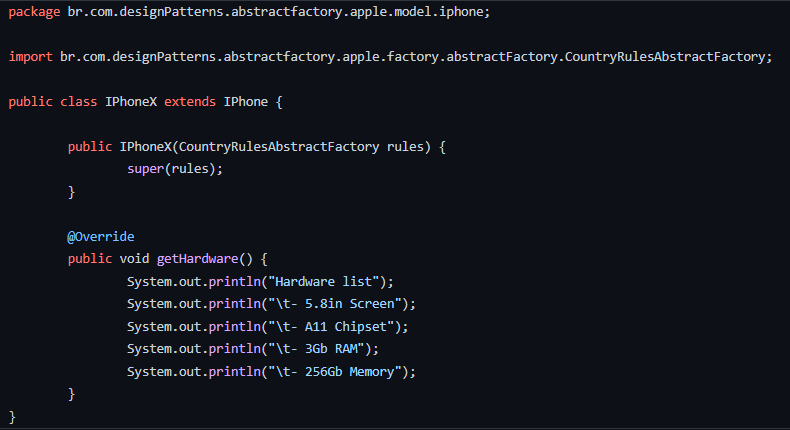 package br.com.designPatterns.abstractfactory.apple.model.iphone;
import br.com.designPatterns.abstractfactory.apple.factory.abstractFactory.CountryRulesAbstractFactory;
public class IPhoneX extends IPhone {
public IPhoneX(CountryRulesAbstractFactory rules) {
super(rules);
}
@Override
public void getHardware() {
System.out.println("Hardware list");
System.out.println("\t- 5.8in Screen");
System.out.println("\t- A11 Chipset");
System.out.println("\t- 3Gb RAM");
System.out.println("\t- 256Gb Memory");
}
}